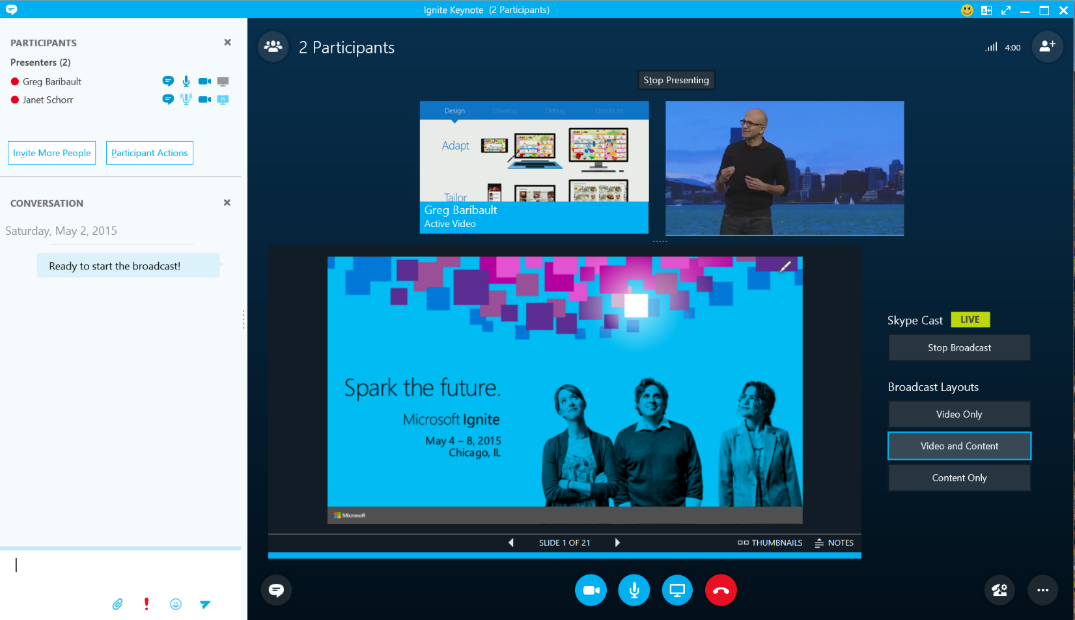 Ignite Keynote (2 Participants)
PARTICIPANTS
Presenters (2)
Greg Baribault
Janet Schorr
Invite More People
Participant Actions
CONVERSATION
Saturday, May 2, 2015
Ready to start the broadcast!
2 Participants
4:00
Stop Presenting
Design
Adapt
Tailor
Greg Baribault
Active Video
Spark the future.
Microsoft Ignite
May 4 – 8, 2015
Chicago, IL
Microsoft
SLIDE 1 OF 21
THUMBNAILS
NOTES
Skype Cast
LIVE
Stop Broadcast
Broadcast Layouts
Video Only
Video and Content
Content Only